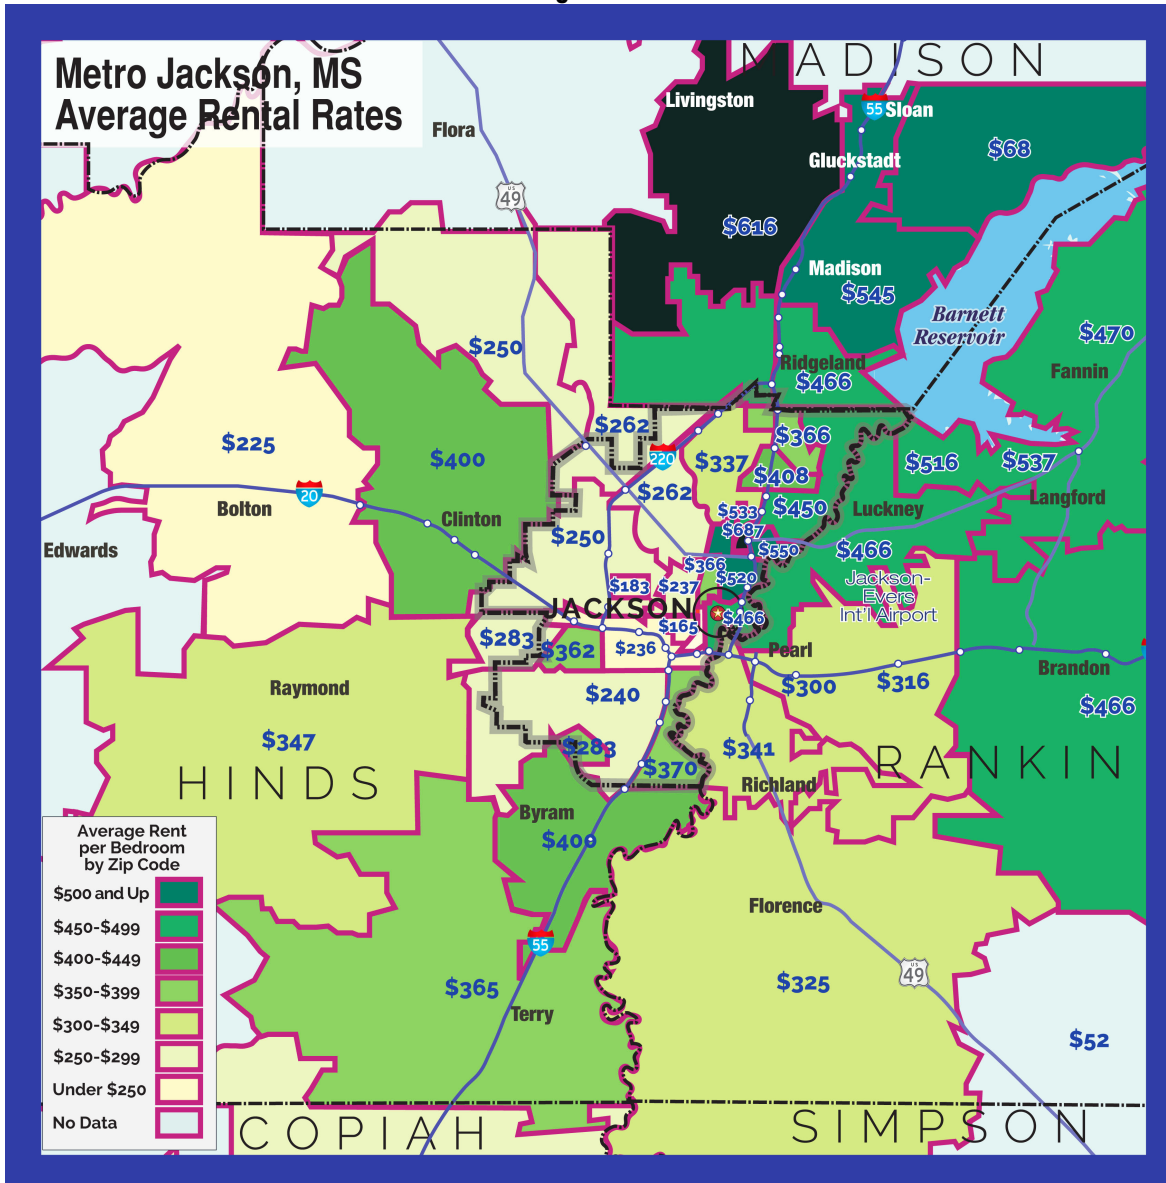 Metro Jackson, MS
Average Rental Rates
MADISON
Livingston
55
Sloan
Flora
Gluckstadt
$68
US
49
$616
Madison
$545
Barnett
Reservoir
$470
$250
Ridgeland
Fannin
$466
$262
$366
$225
$400
220
$337
$516
$537
$408
20
$262
Bolton
$533
$450
Luckney
Langford
Clinton
$687
$250
Edwards
$550
$466
$366
Jackson-
Evers
Int'l Airport
$183
$237
$520
JACKSON
$165
$466
$283
$362
$236
Pearl
Brandon
Raymond
$240
$300
$316
$466
$347
$283
$341
RANKIN
HINDS
$370
Richland
Byram
$400
Average Rent
per Bedroom
by Zip Code
$500 and Up
$450-$499
$400-$449
$350-$399
$300-$349
$250-$299
Under $250
No Data
Florence
55
US
49
$365
$325
Terry
$52
COPIAH
SIMPSON